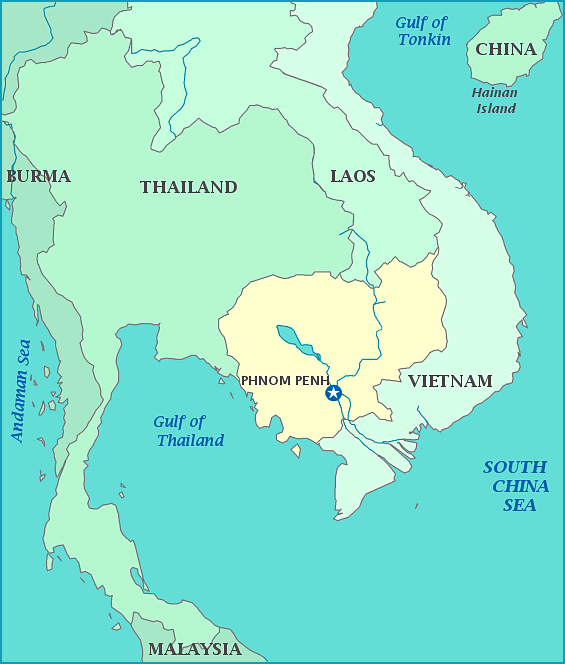 Gulf of
Tonkin
CHINA
Hainan
Island
BURMA
THAILAND
LAOS
PHNOM PENH
VIETNAM
Andaman Sea
Gulf of
Thailand
SOUTH
CHINA
SEA
MALAYSIA